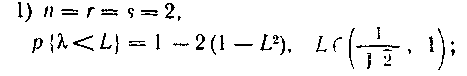 1) n = r = s = 2,
p {λ < L} = 1 − 2 (1 − L²), L ∈ (1/√2, 1);